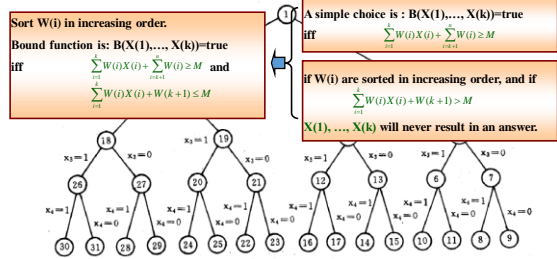 Sort W(i) in increasing order.
Bound function is: B(X(1),…, X(k))=true
iff
k
∑ W(i)X(i) + n ∑ W(i) ≥ M and
i=1 i=k+1
k
∑ W(i)X(i) + W(k+1) ≤ M
i=1
1
A simple choice is : B(X(1),…, X(k))=true
iff
k n
∑ W(i)X(i) + ∑ W(i) ≥ M
i=1 i=k+1
if W(i) are sorted in increasing order, and if
k
∑ W(i)X(i) + W(k+1) > M
i=1
X(1), …, X(k) will never result in an answer.
18 x₃=1 19
x₃=1 x₃=0 x₃=0 x₃=1 x₃=0 x₃=1 x₃=0
26 27 20 21 12 13 6 7
x₄=1 x₄=1 x₄=1 x₄=1 x₄=1 x₄=1 x₄=1 x₄=1
x₄=0 x₄=0 x₄=0 x₄=0 x₄=0 x₄=0 x₄=0 x₄=0
30 31 28 29 24 25 22 23 16 17 14 15 10 11 8 9